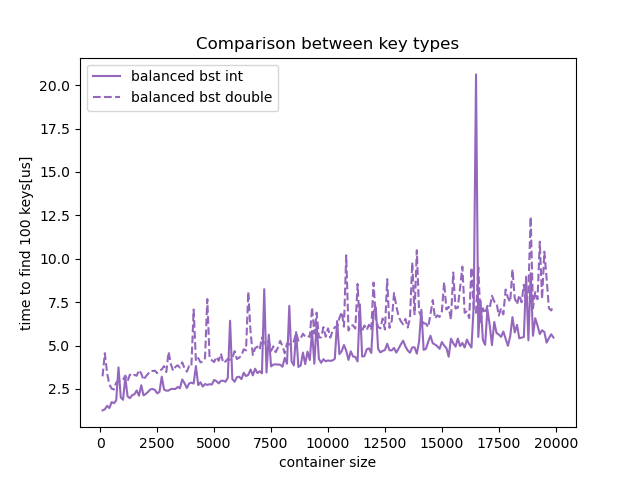 Comparison between key types
balanced bst int
balanced bst double
time to find 100 keys[us]
20.0
17.5
15.0
12.5
10.0
7.5
5.0
2.5
0 2500 5000 7500 10000 12500 15000 17500 20000
container size